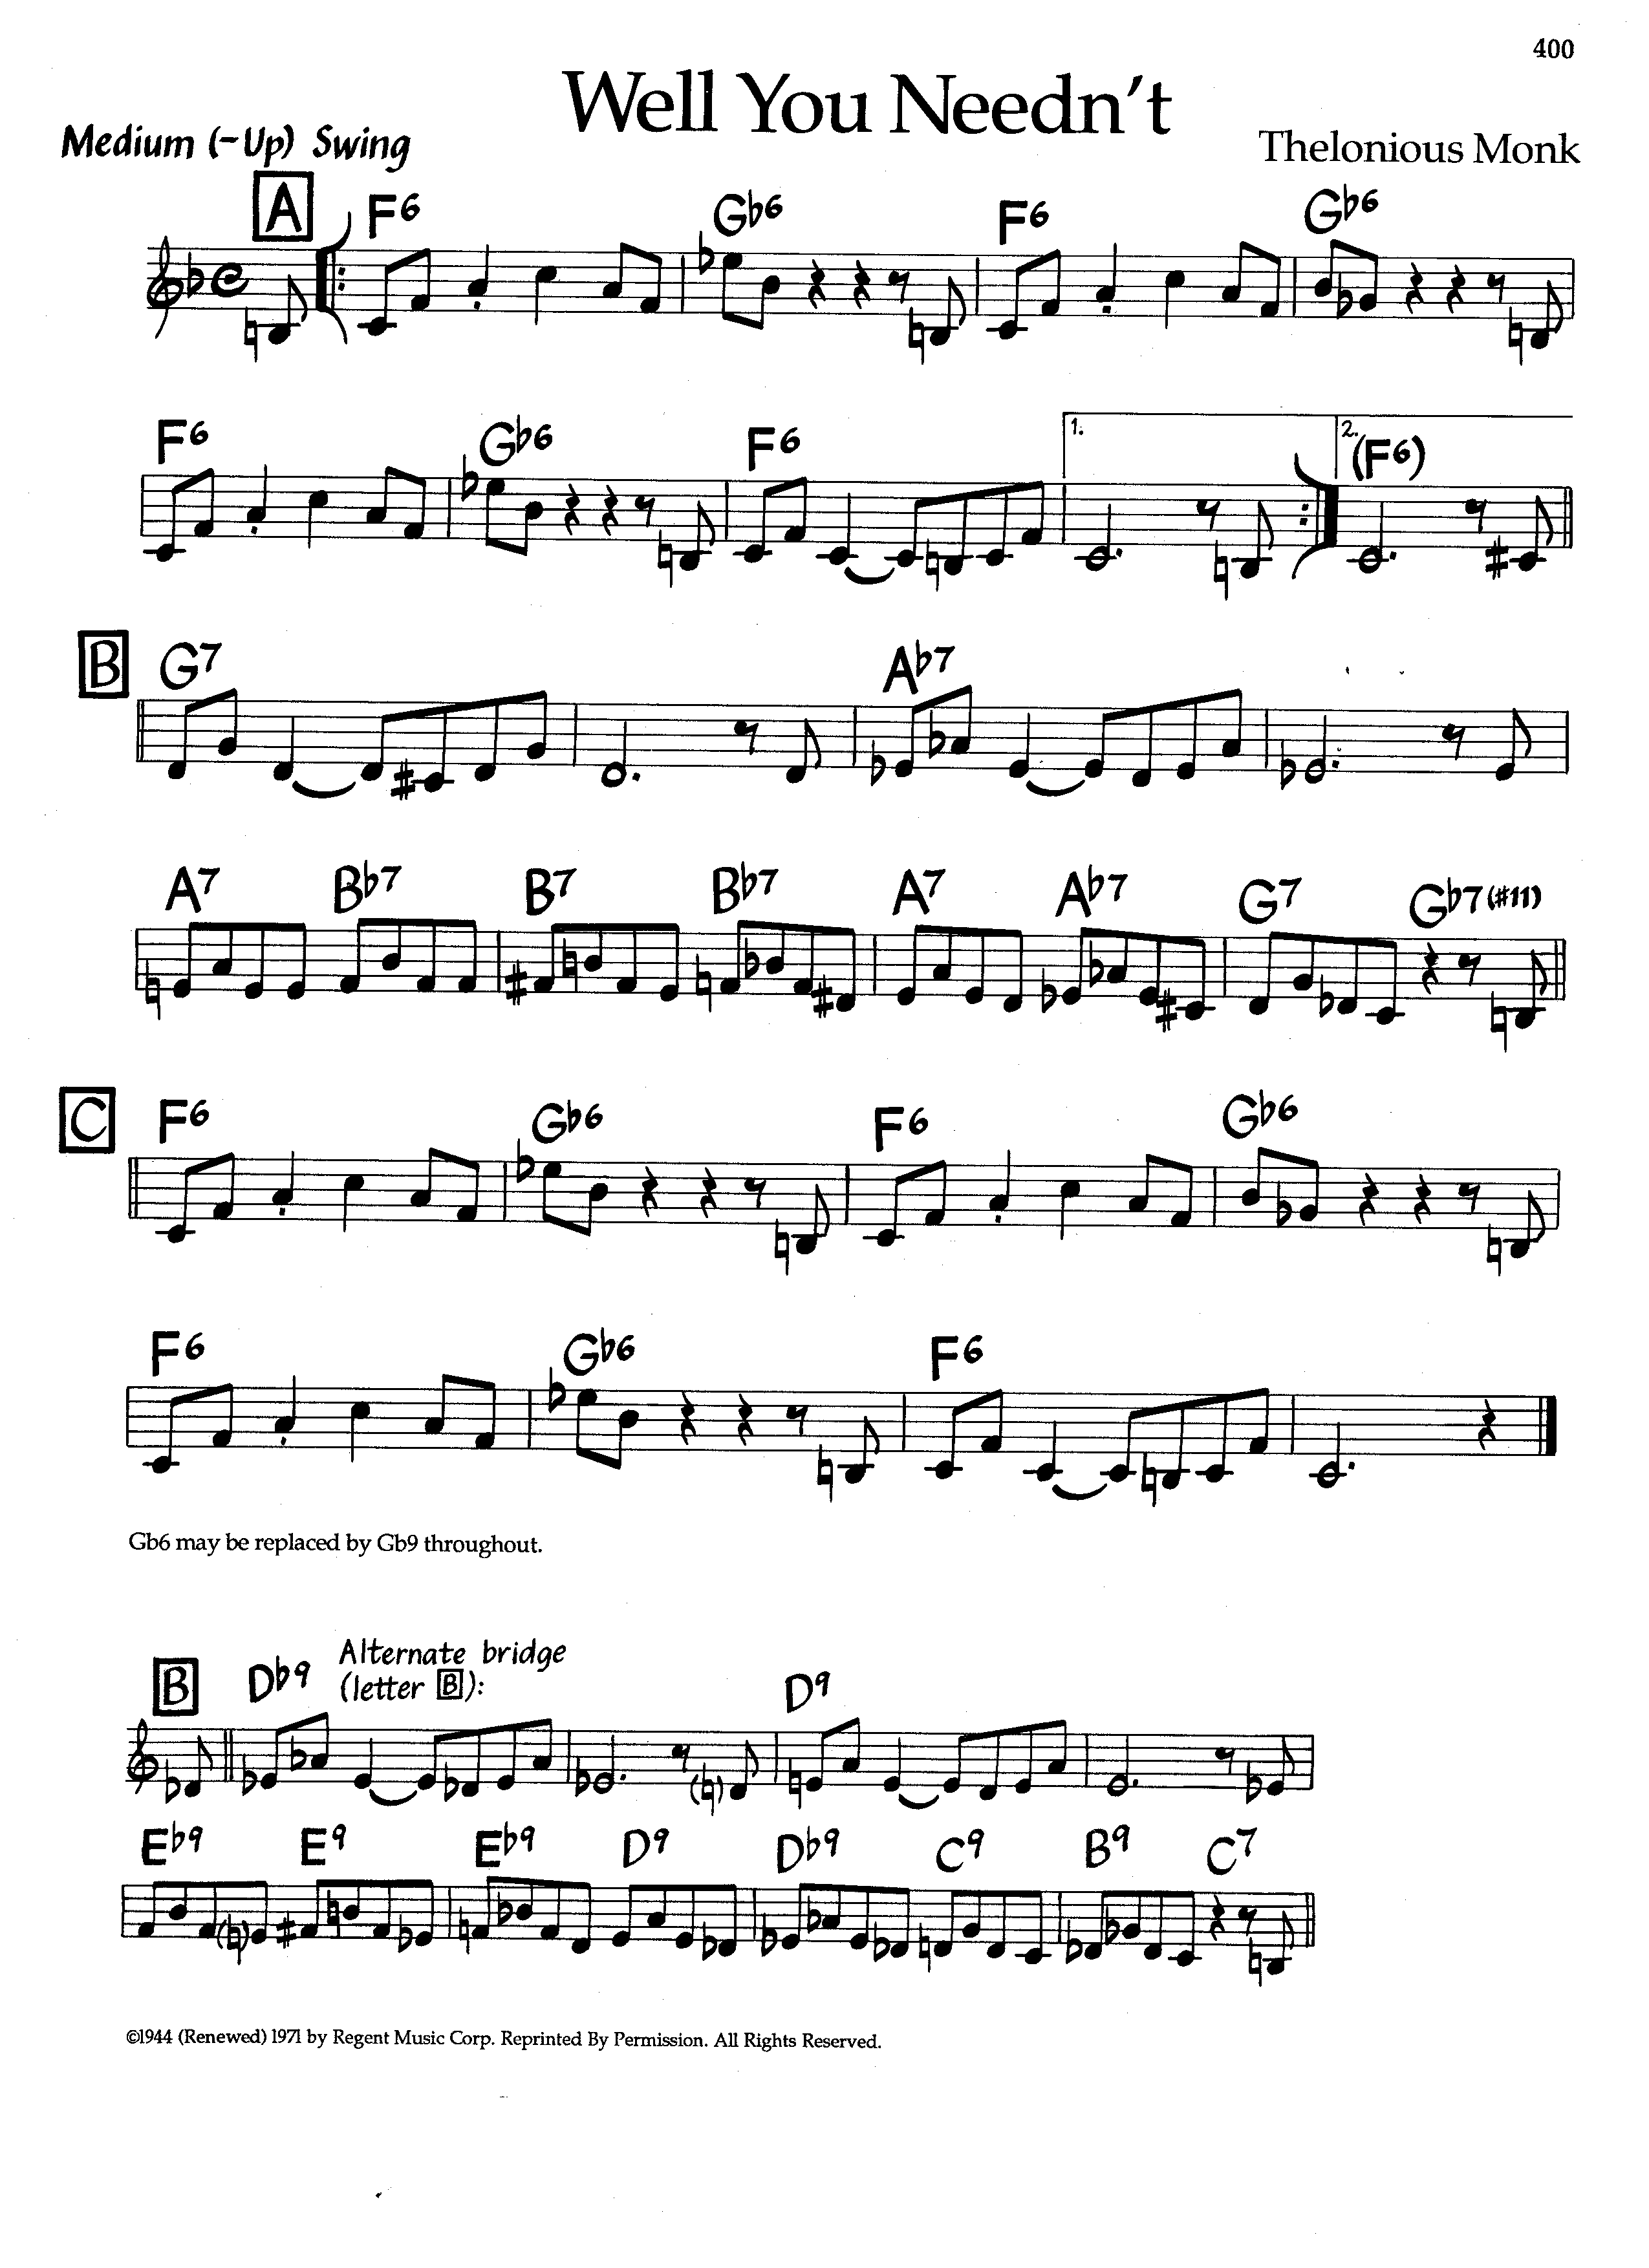 400
Well You Needn't
Medium (-Up) Swing
Thelonious Monk
A
F6 Gb6 F6 Gb6
F6 Gb6 F6 1. 2. (F6)
B G7 Ab7
A7 Bb7 B7 Bb7 A7 Ab7 G7 Gb7(#11)
C F6 Gb6 F6 Gb6
F6 Gb6 F6
Gb6 may be replaced by Gb9 throughout.
Alternate bridge
(letter B):
B Db9 D9
Eb9 E9 Eb9 D9 Db9 C9 B9 C7
©1944 (Renewed) 1971 by Regent Music Corp. Reprinted By Permission. All Rights Reserved.